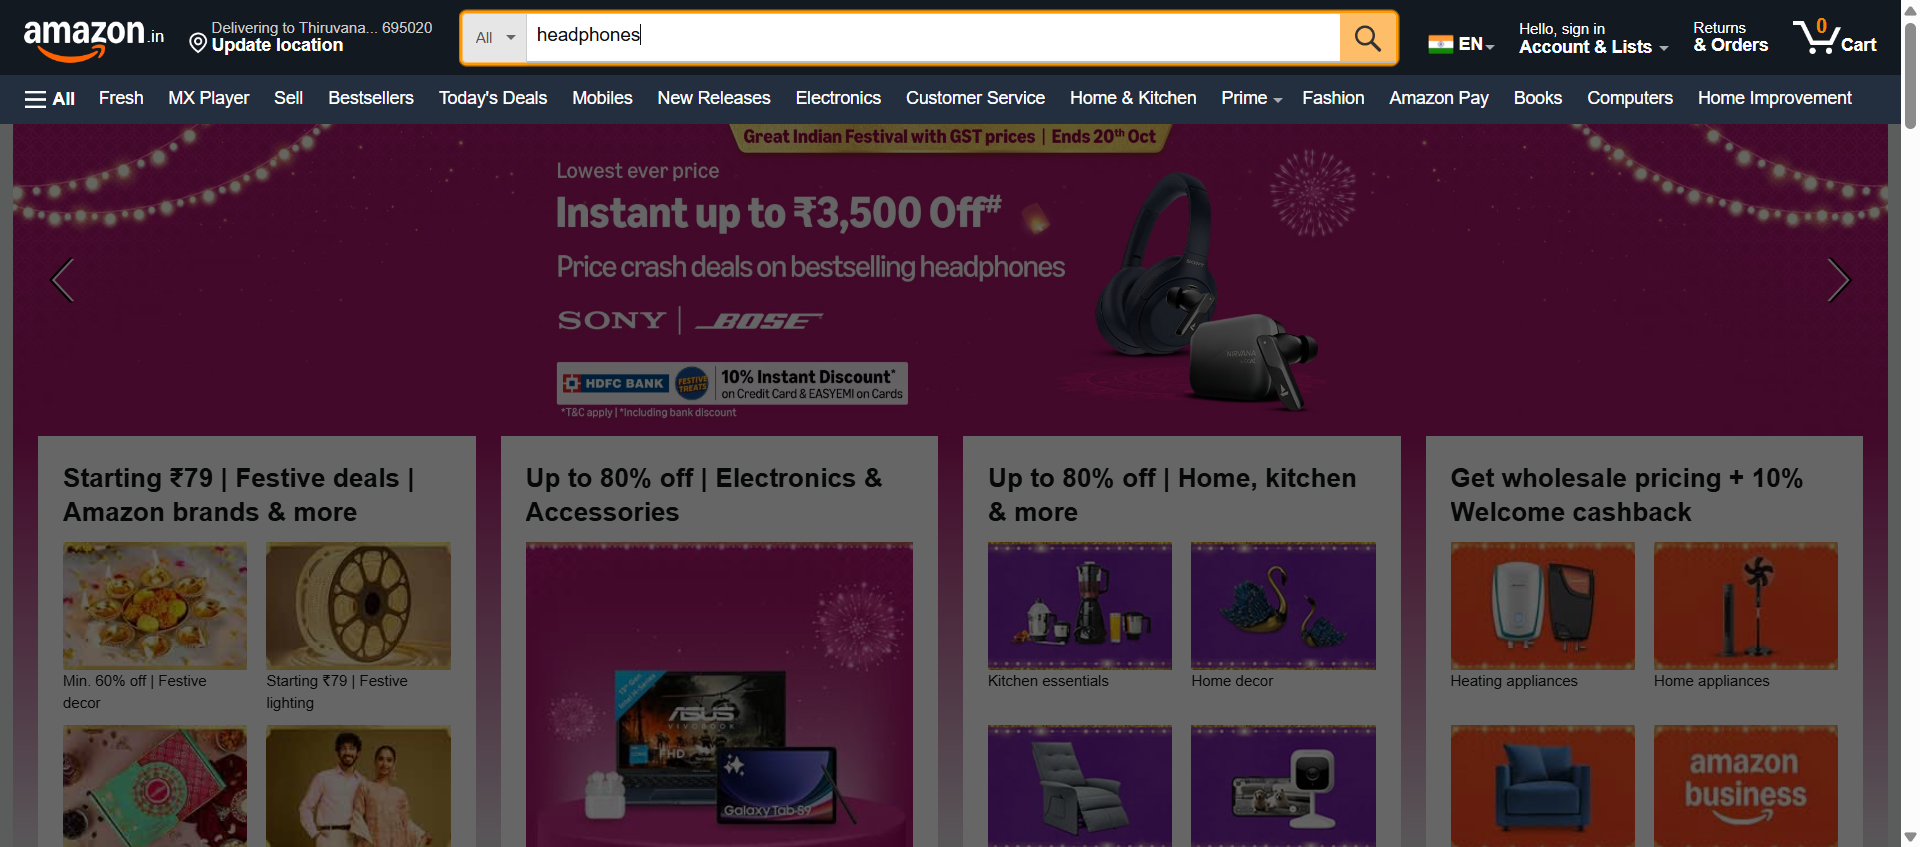 amazon.in
Delivering to Thiruvana... 695020
Update location
All
headphones
EN
Hello, sign in
Account & Lists
Returns
& Orders
0
Cart
All
Fresh
MX Player
Sell
Bestsellers
Today's Deals
Mobiles
New Releases
Electronics
Customer Service
Home & Kitchen
Prime
Fashion
Amazon Pay
Books
Computers
Home Improvement
Great Indian Festival with GST prices | Ends 20th Oct
Lowest ever price
Instant up to ₹3,500 Off#
Price crash deals on bestselling headphones
SONY | BOSE
HDFC BANK
FESTIVE
TREATS
10% Instant Discount*
on Credit Card & EASYEMI on Cards
*T&C apply | *Including bank discount
SONY
NIRVANA
Starting ₹79 | Festive deals |
Amazon brands & more
Min. 60% off | Festive
decor
Starting ₹79 | Festive
lighting
Up to 80% off | Electronics &
Accessories
13th Gen
Intel H-Series
ASUS
VIVOBOOK
FHD
Galaxy Tab S9
Up to 80% off | Home, kitchen
& more
Kitchen essentials
Home decor
Get wholesale pricing + 10%
Welcome cashback
Heating appliances
Home appliances
amazon
business